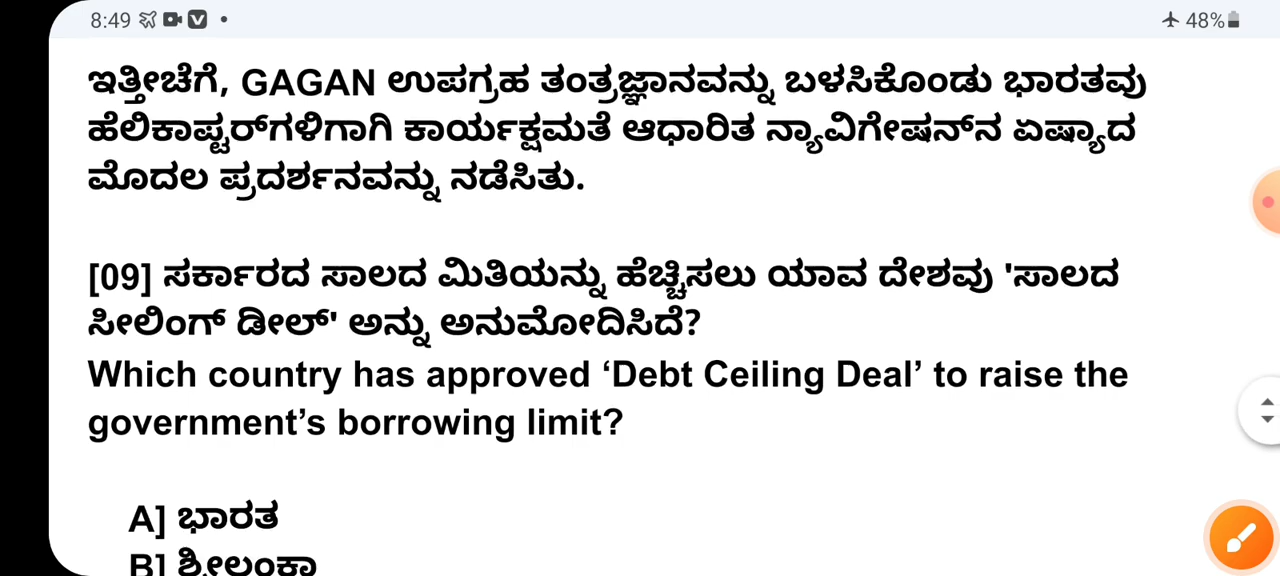 8:49
48%
ಇತ್ತೀಚೆಗೆ, GAGAN ಉಪಗ್ರಹ ತಂತ್ರಜ್ಞಾನವನ್ನು ಬಳಸಿಕೊಂಡು ಭಾರತವು
ಹೆಲಿಕಾಪ್ಟರ್‌ಗಳಿಗಾಗಿ ಕಾರ್ಯಕ್ಷಮತೆ ಆಧಾರಿತ ನ್ಯಾವಿಗೇಷನ್‌ನ ಏಷ್ಯಾದ
ಮೊದಲ ಪ್ರದರ್ಶನವನ್ನು ನಡೆಸಿತು.
[09] ಸರ್ಕಾರದ ಸಾಲದ ಮಿತಿಯನ್ನು ಹೆಚ್ಚಿಸಲು ಯಾವ ದೇಶವು 'ಸಾಲದ
ಸೀಲಿಂಗ್ ಡೀಲ್' ಅನ್ನು ಅನುಮೋದಿಸಿದೆ?
Which country has approved ‘Debt Ceiling Deal’ to raise the
government’s borrowing limit?
A] ಭಾರತ
B] ಶ್ರೀಲಂಕಾ